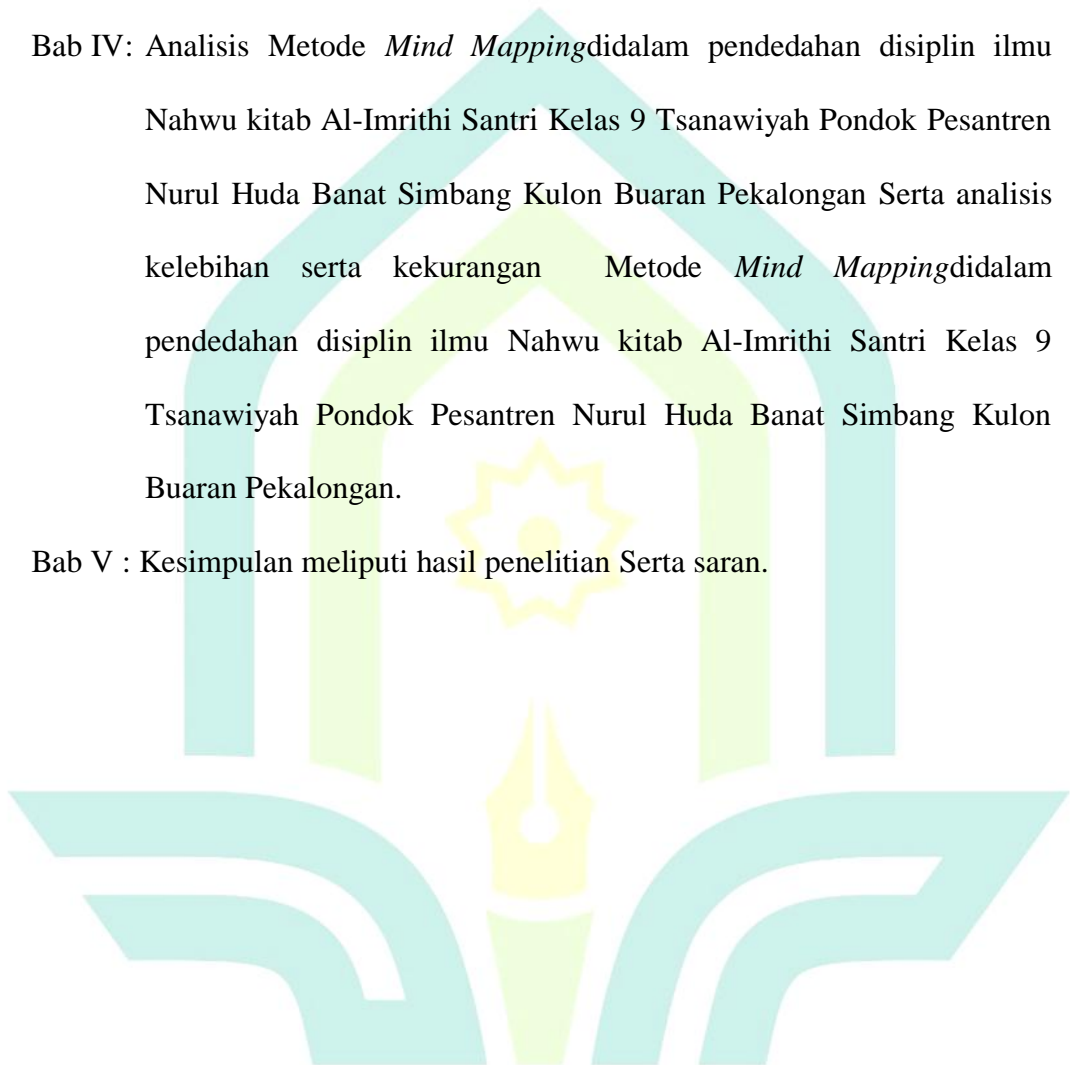 Bab IV: Analisis Metode Mind Mappingdidalam pendedahan disiplin ilmu
Nahwu kitab Al-Imrithi Santri Kelas 9 Tsanawiyah Pondok Pesantren
Nurul Huda Banat Simbang Kulon Buaran Pekalongan Serta analisis
kelebihan serta kekurangan Metode Mind Mappingdidalam
pendedahan disiplin ilmu Nahwu kitab Al-Imrithi Santri Kelas 9
Tsanawiyah Pondok Pesantren Nurul Huda Banat Simbang Kulon
Buaran Pekalongan.
Bab V : Kesimpulan meliputi hasil penelitian Serta saran.